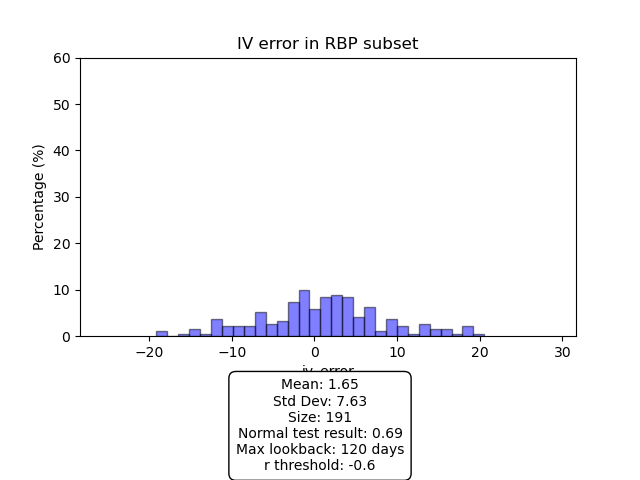 IV error in RBP subset
60
50
40
30
20
10
0
Percentage (%)
−20 −10 0 10 20 30
iv_error
Mean: 1.65
Std Dev: 7.63
Size: 191
Normal test result: 0.69
Max lookback: 120 days
r threshold: -0.6